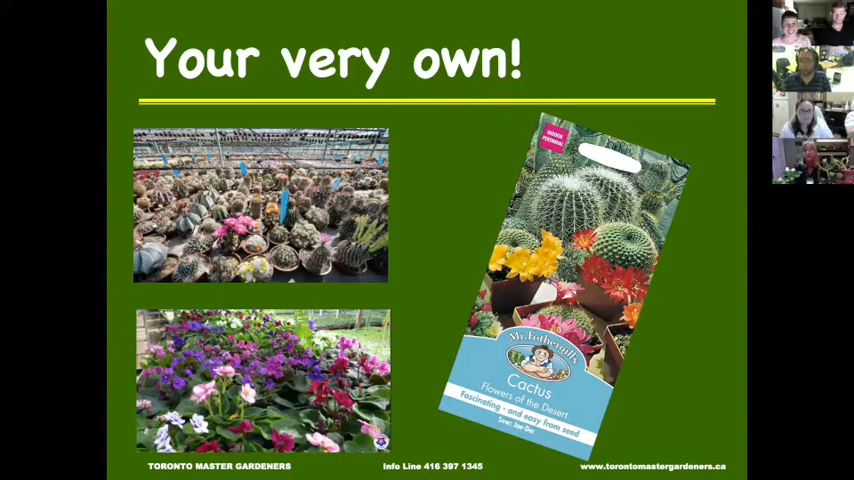 Your very own!
INDOOR
PERENNIAL
Mr. Fothergill's
Cactus
Flowers of the Desert
Fascinating - and easy from seed
Sow: Jan-Dec
TORONTO MASTER GARDENERS
Info Line 416 397 1345
www.torontomastergardeners.ca